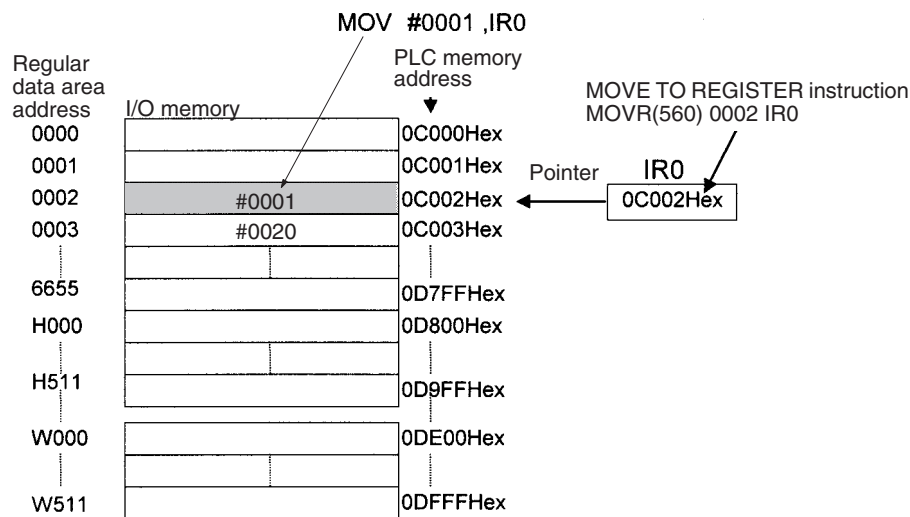 MOV #0001 ,IR0
Regular
data area
address
PLC memory
address
I/O memory
MOVE TO REGISTER instruction
MOVR(560) 0002 IR0
0000
0C000Hex
0001
0C001Hex
0002
#0001
0C002Hex
Pointer
IR0
0C002Hex
0003
#0020
0C003Hex
6655
0D7FFHex
H000
0D800Hex
H511
0D9FFHex
W000
0DE00Hex
W511
0DFFFHex